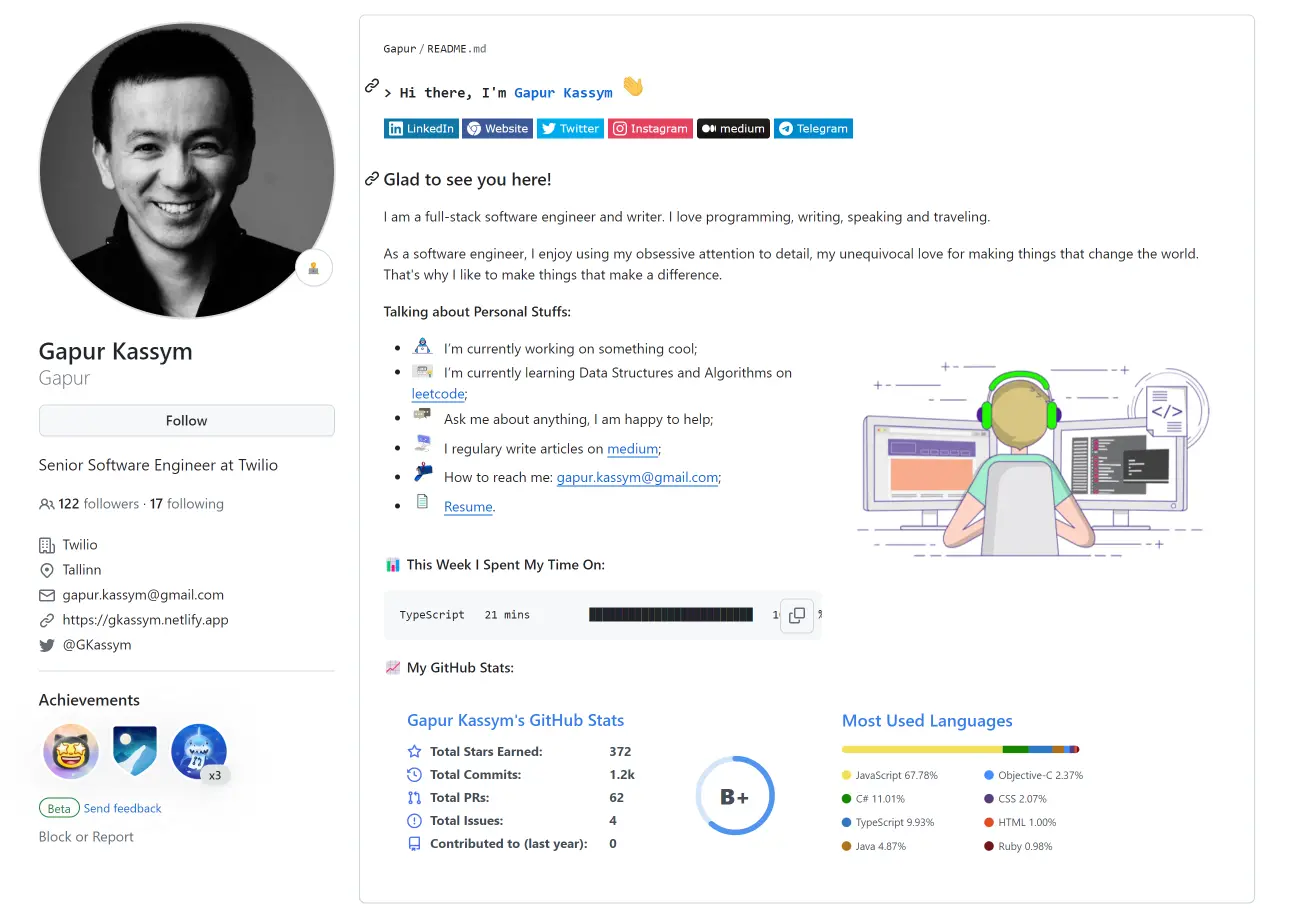 Gapur / README.md
> Hi there, I'm Gapur Kassym
LinkedIn Website Twitter Instagram medium Telegram
Glad to see you here!
I am a full-stack software engineer and writer. I love programming, writing, speaking and traveling.
As a software engineer, I enjoy using my obsessive attention to detail, my unequivocal love for making things that change the world.
That's why I like to make things that make a difference.
Talking about Personal Stuffs:
I'm currently working on something cool;
I'm currently learning Data Structures and Algorithms on
leetcode;
Ask me about anything, I am happy to help;
I regulary write articles on medium;
How to reach me: gapur.kassym@gmail.com;
Resume.
</>
This Week I Spent My Time On:
TypeScript 21 mins
My GitHub Stats:
Gapur Kassym's GitHub Stats
Total Stars Earned: 372
Total Commits: 1.2k
Total PRs: 62
Total Issues: 4
Contributed to (last year): 0
B+
Most Used Languages
JavaScript 67.78%
C# 11.01%
TypeScript 9.93%
Java 4.87%
Objective-C 2.37%
CSS 2.07%
HTML 1.00%
Ruby 0.98%
Gapur Kassym
Gapur
Follow
Senior Software Engineer at Twilio
122 followers · 17 following
Twilio
Tallinn
gapur.kassym@gmail.com
https://gkassym.netlify.app
@GKassym
Achievements
x3
Beta Send feedback
Block or Report